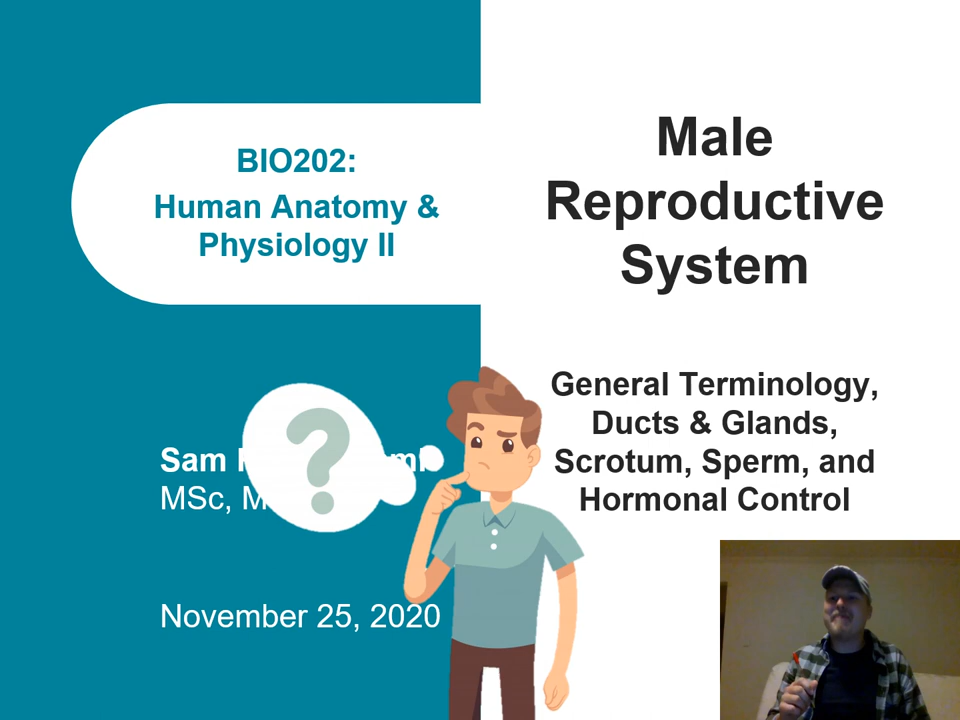 BIO202:
Human Anatomy &
Physiology II
Male
Reproductive
System
General Terminology,
Ducts & Glands,
Scrotum, Sperm, and
Hormonal Control
Sam
MSc,
November 25, 2020
?